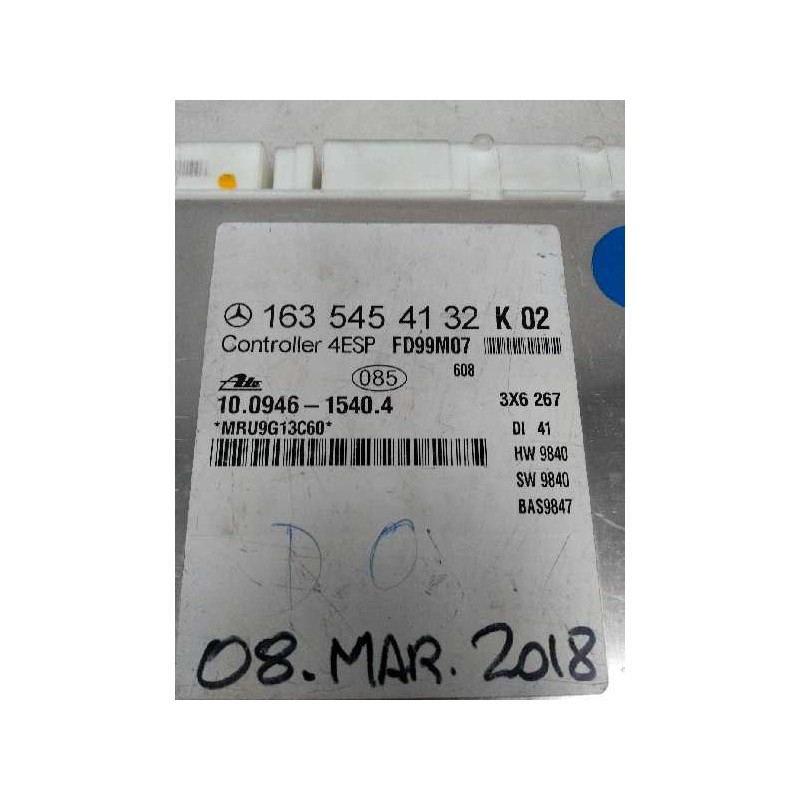 163 545 41 32 K 02
Controller 4ESP FD99M07
608
Ate 085
10.0946-1540.4 3X6 267
*MRU9G13C60* DI 41
HW 9840
SW 9840
BAS9847
D O
08. MAR. 2018